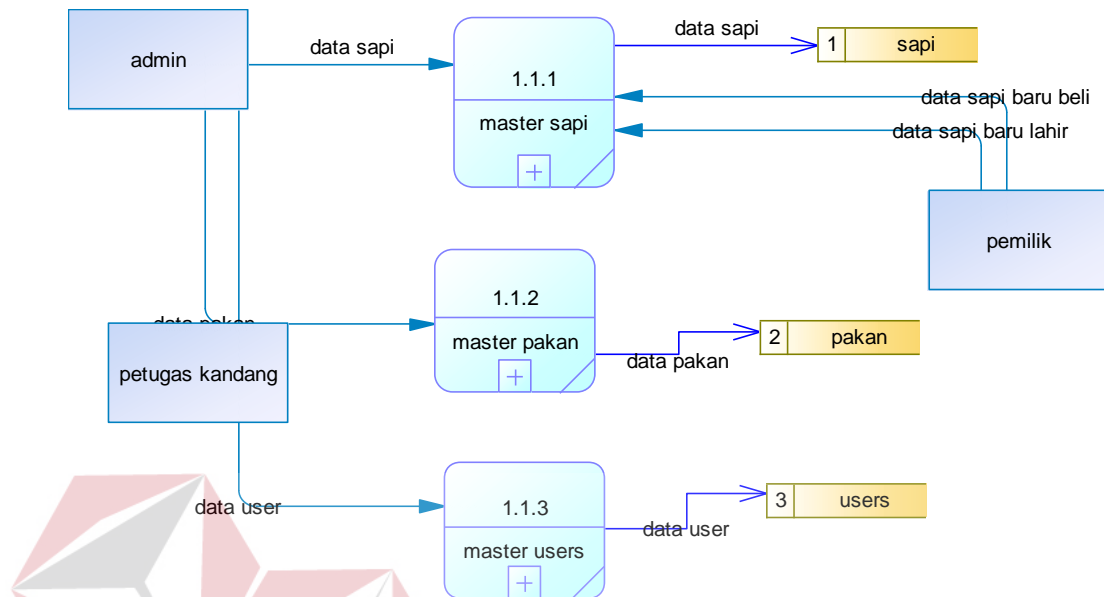 data sapi
data sapi
1
sapi
admin
1.1.1
data sapi baru beli
master sapi
data sapi baru lahir
pemilik
1.1.2
data pakan
2
pakan
master pakan
data pakan
petugas kandang
3
users
data user
1.1.3
data user
master users